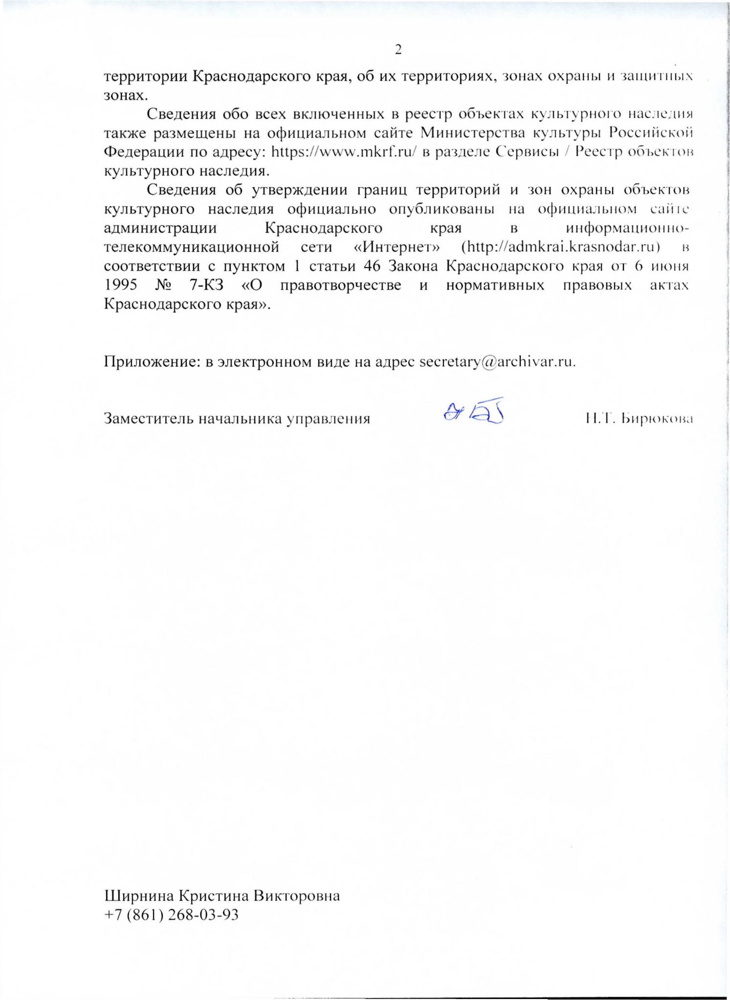 2
территории Краснодарского края, об их территориях, зонах охраны и защитных
зонах.
Сведения обо всех включенных в реестр объектах культурного наследия
также размещены на официальном сайте Министерства культуры Российской
Федерации по адресу: https://www.mkrf.ru/ в разделе Сервисы / Реестр объектов
культурного наследия.
Сведения об утверждении границ территорий и зон охраны объектов
культурного наследия официально опубликованы на официальном сайте
администрации Краснодарского края в информационно-
телекоммуникационной сети «Интернет» (http://admkrai.krasnodar.ru) в
соответствии с пунктом 1 статьи 46 Закона Краснодарского края от 6 июня
1995 № 7-КЗ «О правотворчестве и нормативных правовых актах
Краснодарского края».
Приложение: в электронном виде на адрес secretary@archivar.ru.
Заместитель начальника управления Н.Т. Бирюкова
Ширнина Кристина Викторовна
+7 (861) 268-03-93